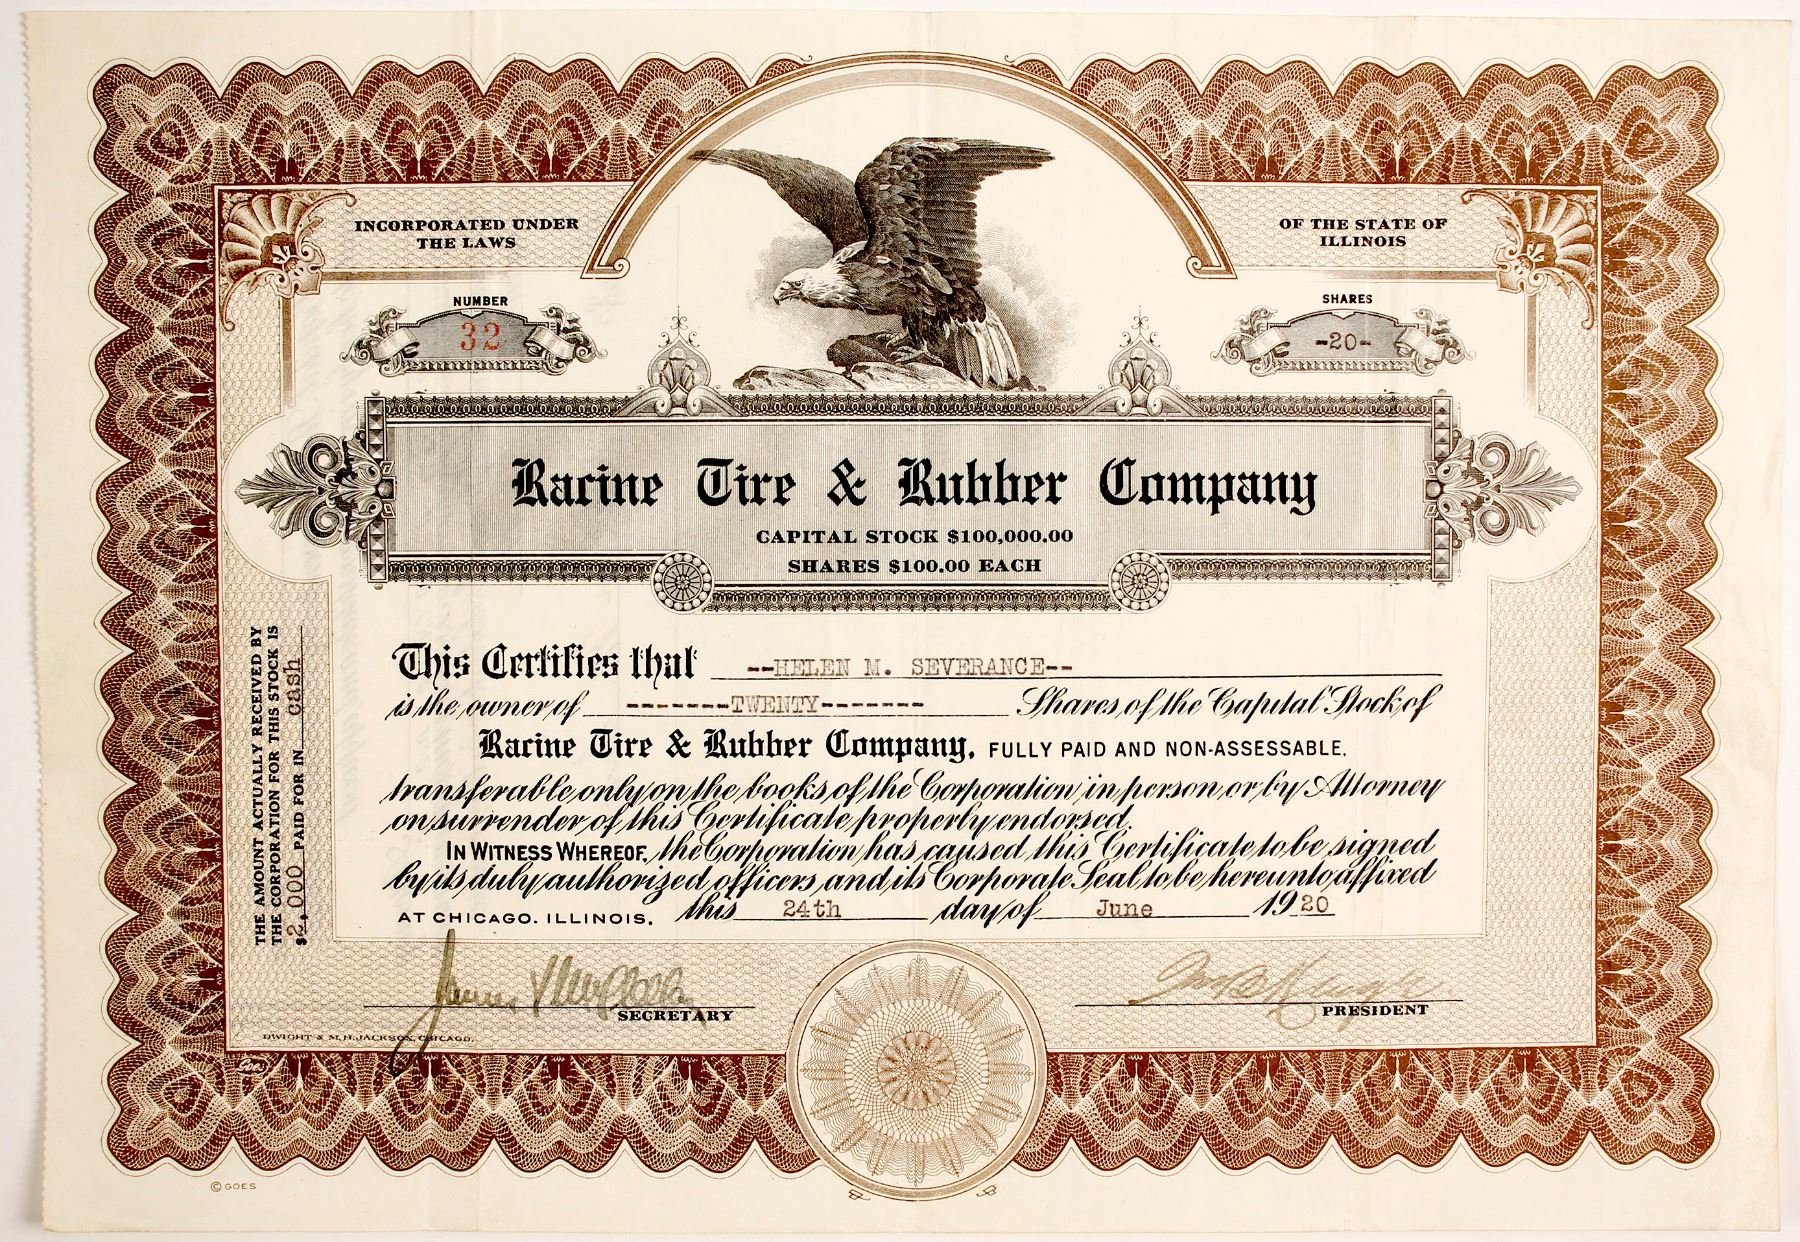 INCORPORATED UNDER
THE LAWS
OF THE STATE OF
ILLINOIS
NUMBER
32
SHARES
-20-
Racine Tire & Rubber Company
CAPITAL STOCK $100,000.00
SHARES $100.00 EACH
This Certifies that --HELEN M. SEVERANCE--
is the owner of -------TWENTY------- Shares of the Capital Stock of
Racine Tire & Rubber Company, FULLY PAID AND NON-ASSESSABLE.
transferable only on the books of the Corporation in person or by Attorney
on surrender of this Certificate properly endorsed.
IN WITNESS WHEREOF, the Corporation has caused this Certificate to be signed
by its duly authorized officers and its Corporate Seal to be hereunto affixed
AT CHICAGO, ILLINOIS, this 24th day of June 1920
THE AMOUNT ACTUALLY RECEIVED BY
THE CORPORATION FOR THIS STOCK IS
$2,000 PAID FOR IN cash
SECRETARY
PRESIDENT
DWIGHT & M.H. JACKSON, CHICAGO.
Goes
© GOES